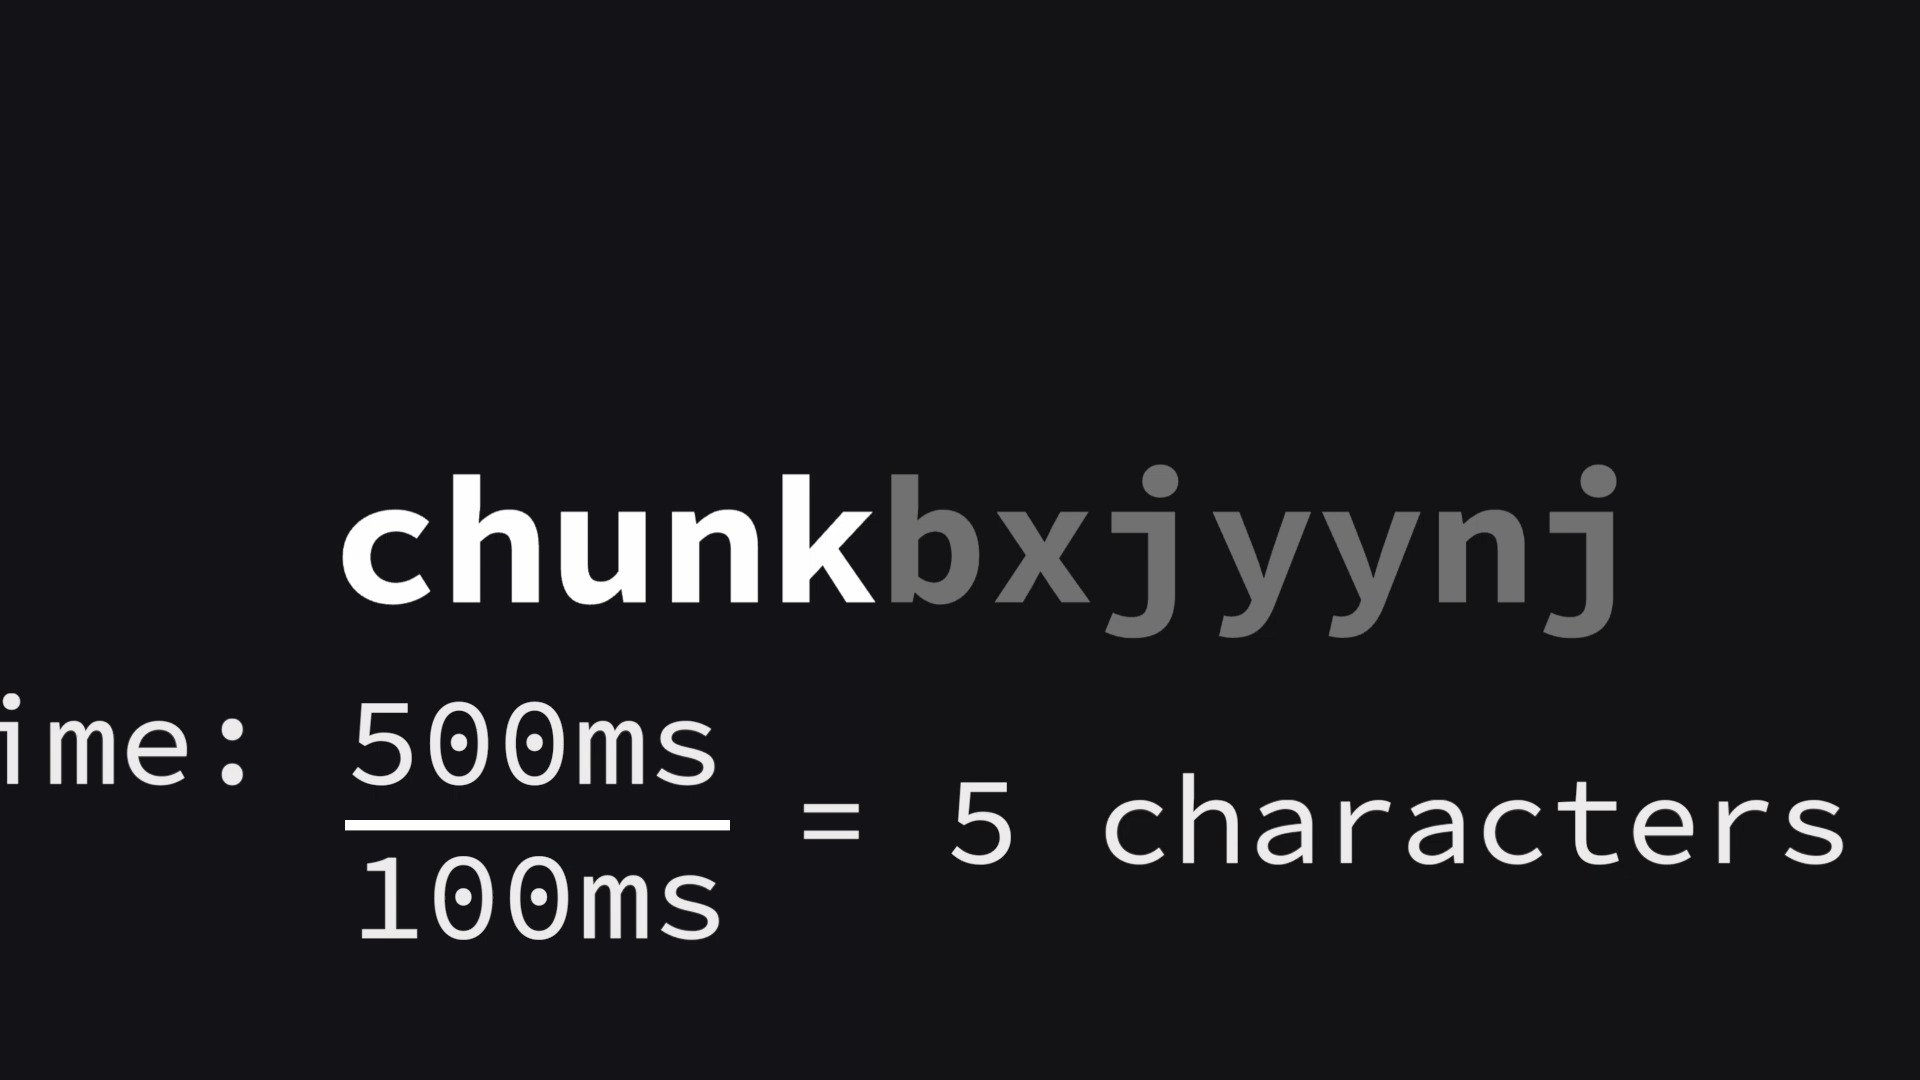 chunkbxjyynj
ime: 500ms
= 5 characters
100ms